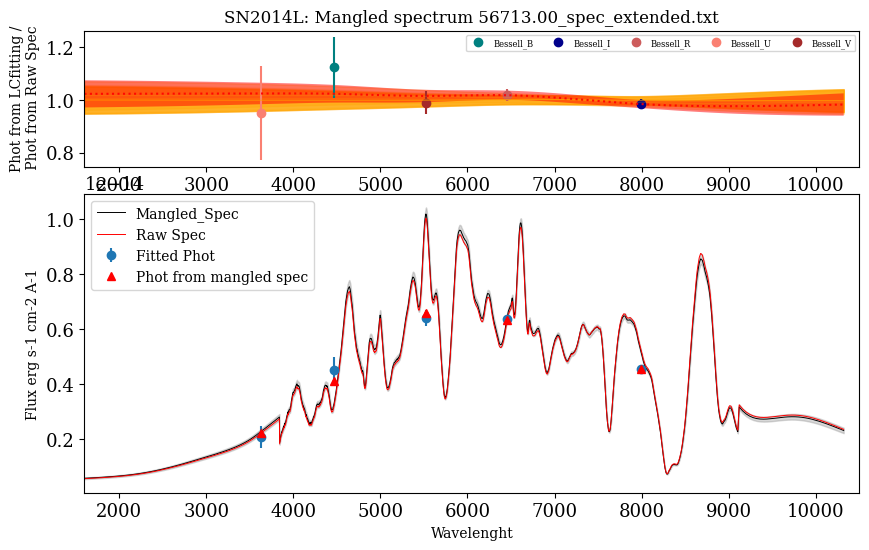 SN2014L: Mangled spectrum 56713.00_spec_extended.txt
Phot from LCfitting /
Phot from Raw Spec
1.2
1.0
0.8
Bessell_B Bessell_I Bessell_R Bessell_U Bessell_V
2000 3000 4000 5000 6000 7000 8000 9000 10000
1e−14
Flux erg s-1 cm-2 A-1
1.0
0.8
0.6
0.4
0.2
Mangled_Spec
Raw Spec
Fitted Phot
Phot from mangled spec
2000 3000 4000 5000 6000 7000 8000 9000 10000
Wavelenght